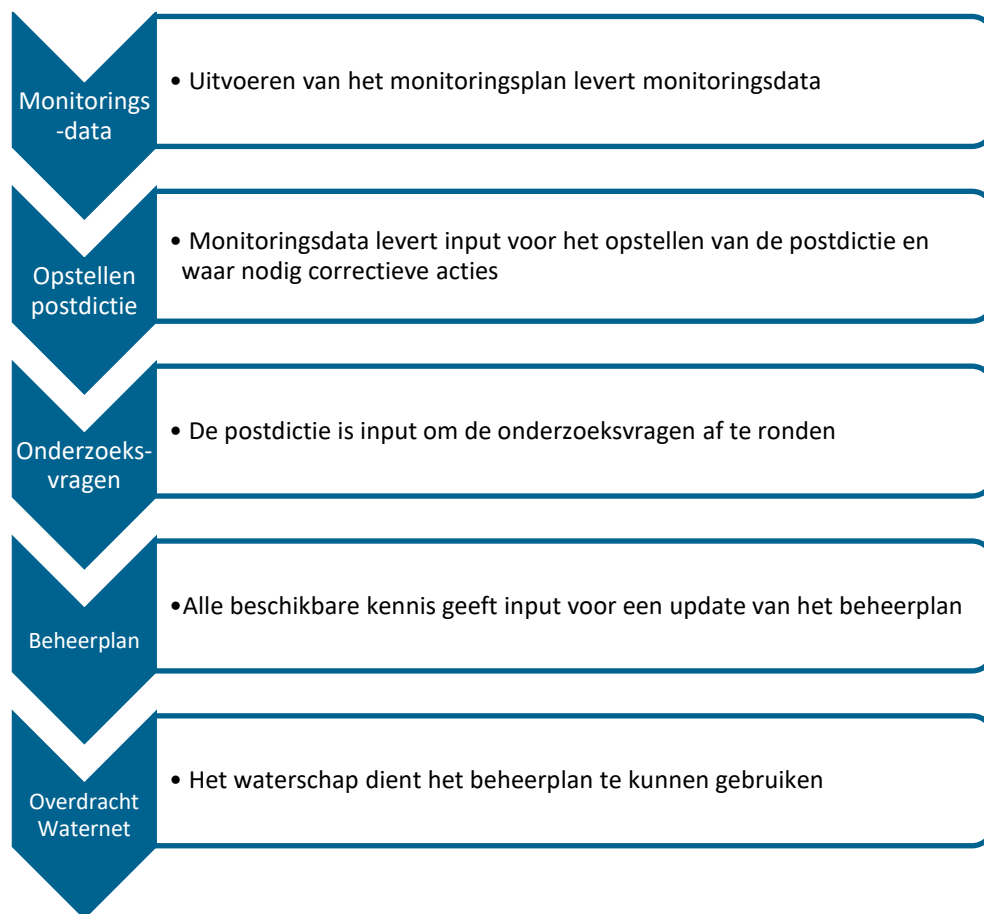 Monitorings
-data
• Uitvoeren van het monitoringsplan levert monitoringsdata
Opstellen
postdictie
• Monitoringsdata levert input voor het opstellen van de postdictie en
waar nodig correctieve acties
Onderzoeks-
vragen
• De postdictie is input om de onderzoeksvragen af te ronden
Beheerplan
•Alle beschikbare kennis geeft input voor een update van het beheerplan
Overdracht
Waternet
• Het waterschap dient het beheerplan te kunnen gebruiken